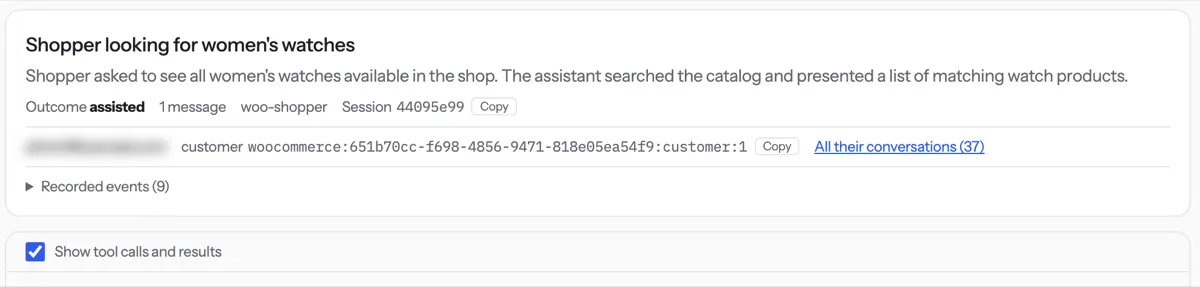 Shopper looking for women's watches
Shopper asked to see all women's watches available in the shop. The assistant searched the catalog and presented a list of matching watch products.
Outcome assisted 1 message woo-shopper Session 44095e99 Copy
customer woocommerce:651b70cc-f698-4856-9471-818e05ea54f9:customer:1 Copy All their conversations (37)
Recorded events (9)
Show tool calls and results